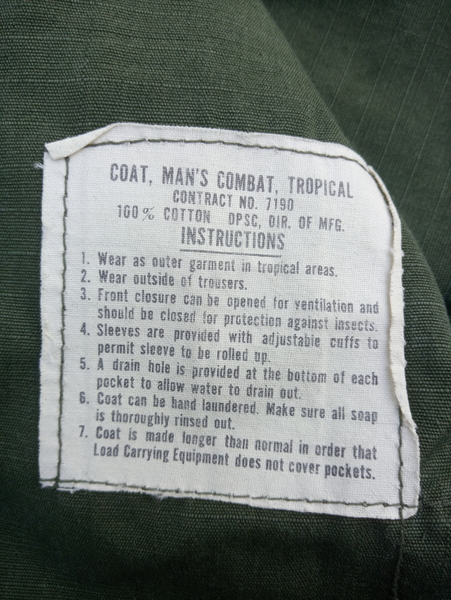 COAT, MAN'S COMBAT, TROPICAL
CONTRACT NO. 7190
100 % COTTON DPSC, DIR. OF MFG.
INSTRUCTIONS
1. Wear as outer garment in tropical areas.
2. Wear outside of trousers.
3. Front closure can be opened for ventilation and
should be closed for protection against insects.
4. Sleeves are provided with adjustable cuffs to
permit sleeve to be rolled up.
5. A drain hole is provided at the bottom of each
pocket to allow water to drain out.
6. Coat can be hand laundered. Make sure all soap
is thoroughly rinsed out.
7. Coat is made longer than normal in order that
Load Carrying Equipment does not cover pockets.